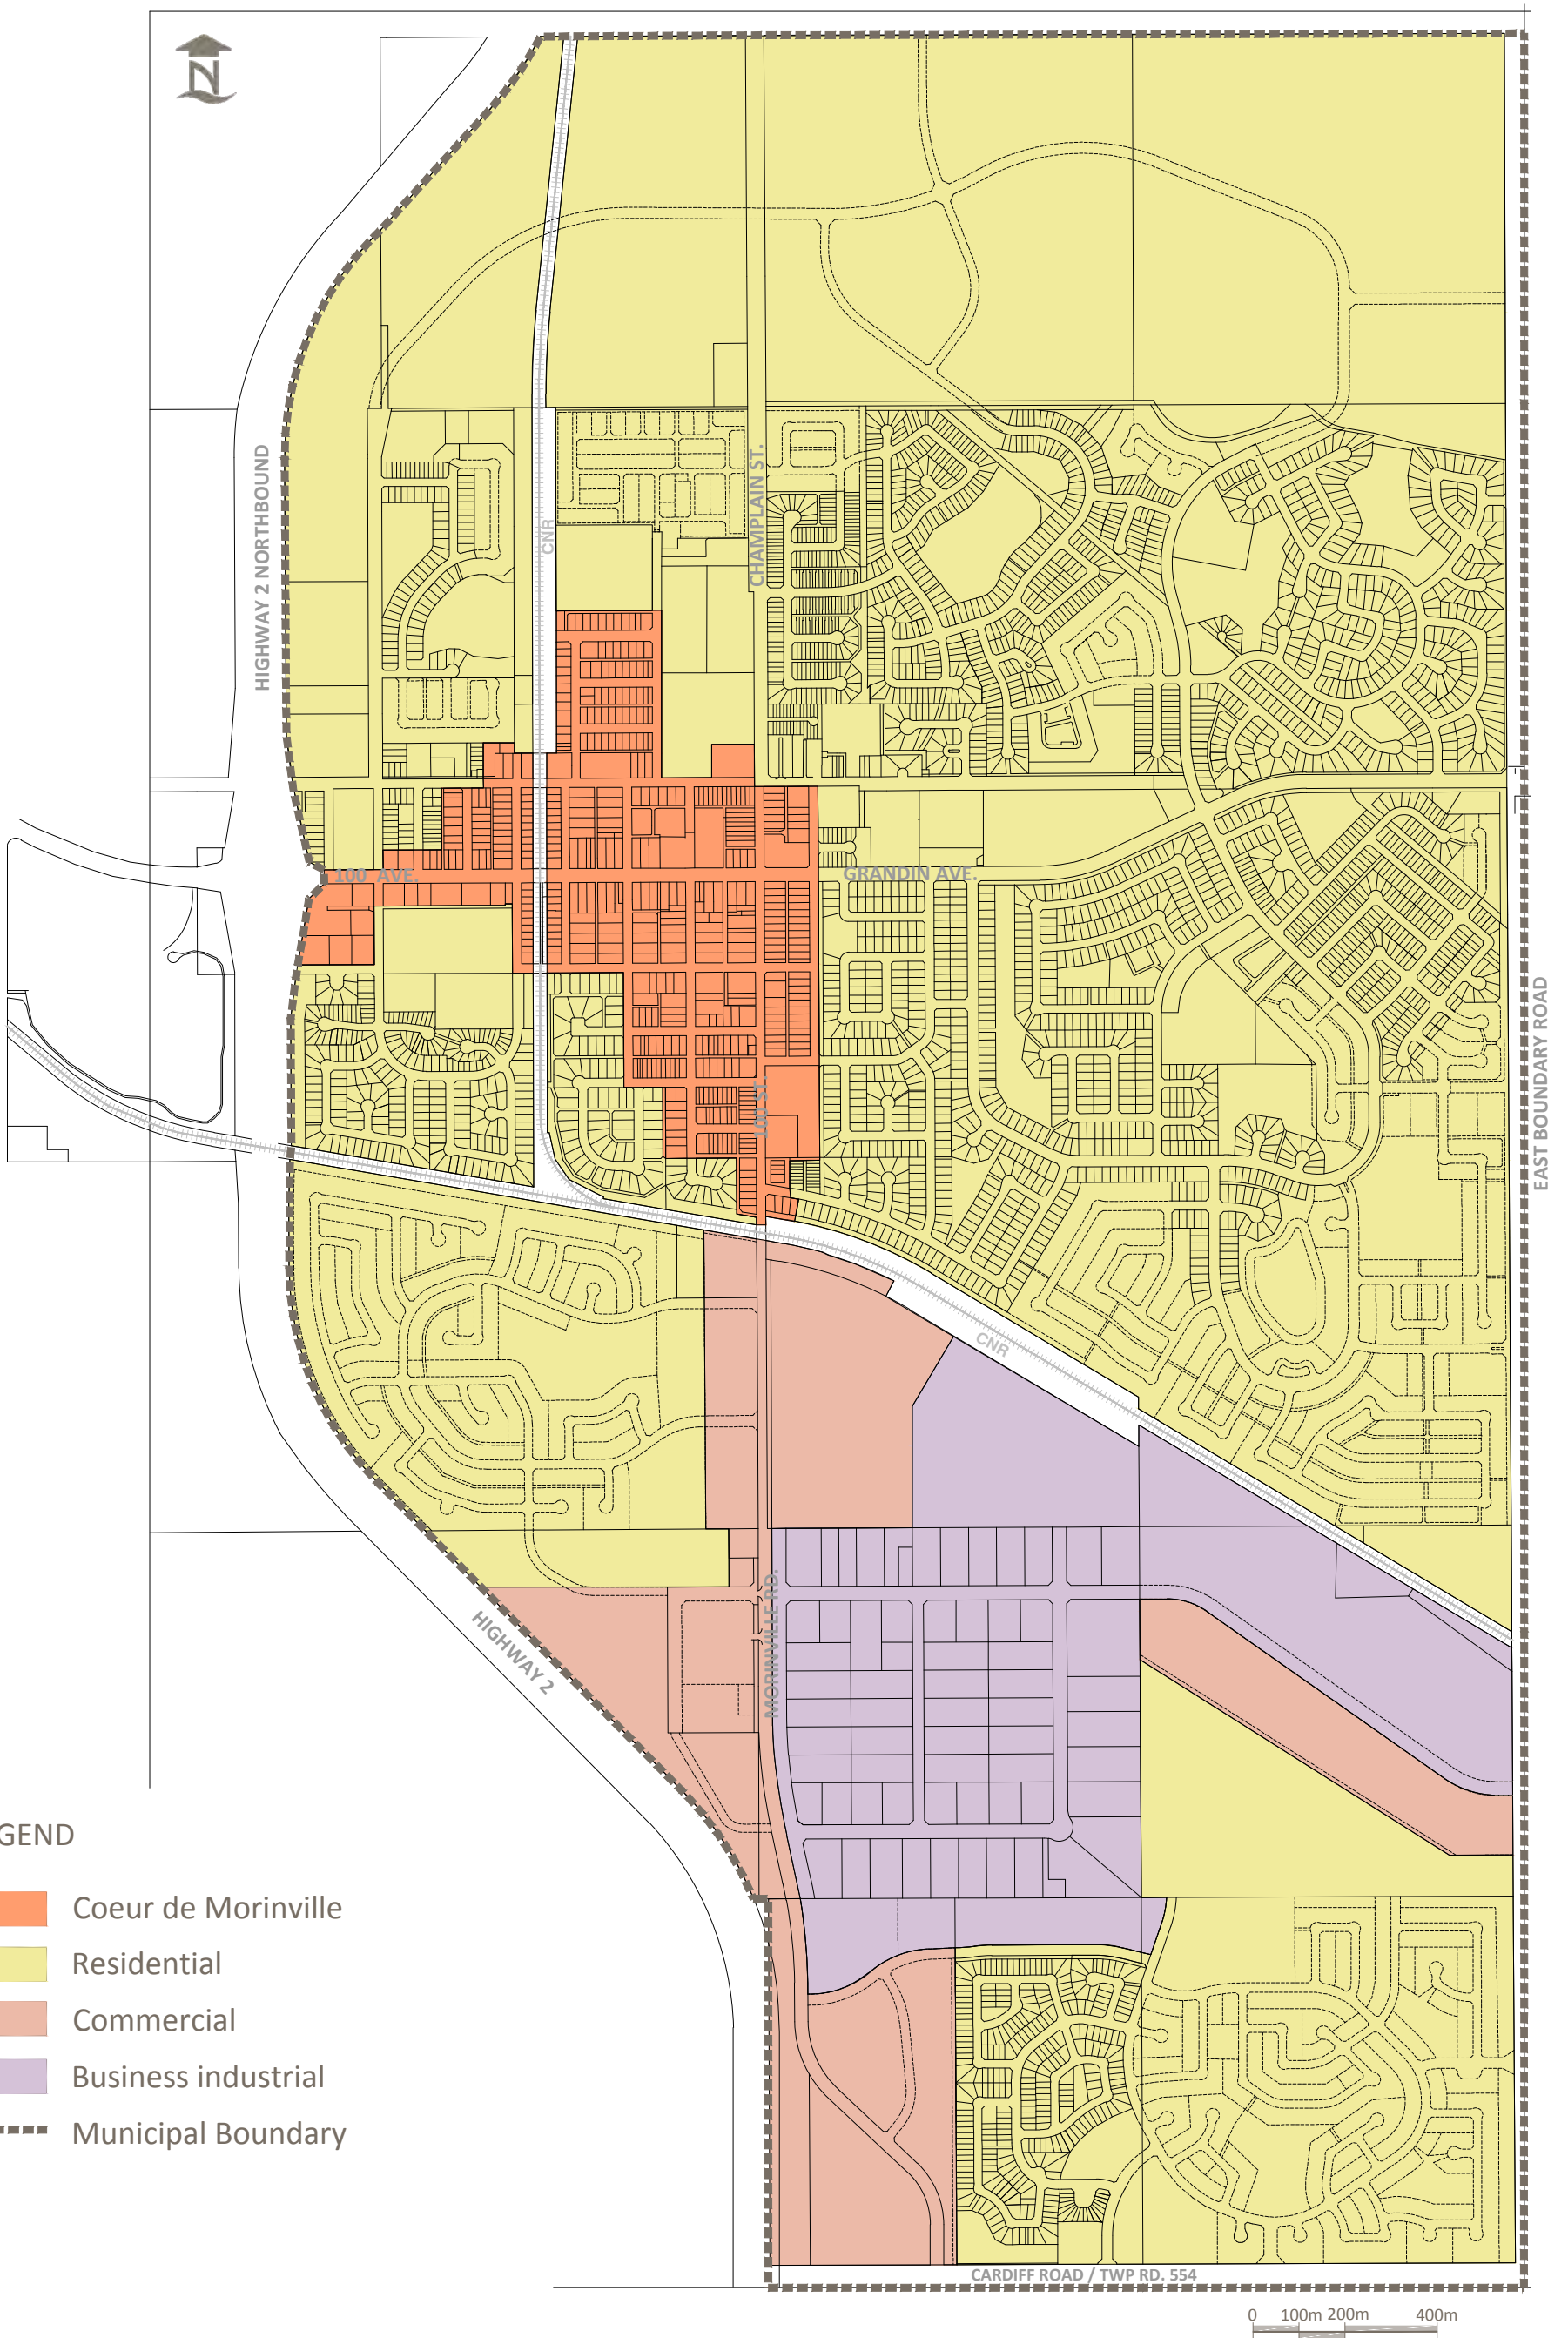 N
HIGHWAY 2 NORTHBOUND
CNR
CHAMPLAIN ST.
100 AVE.
GRANDIN AVE.
EAST BOUNDARY ROAD
100 ST.
CNR
HIGHWAY 2
MORINVILLE RD.
GEND
Coeur de Morinville
Residential
Commercial
Business industrial
Municipal Boundary
CARDIFF ROAD / TWP RD. 554
0 100m 200m 400m